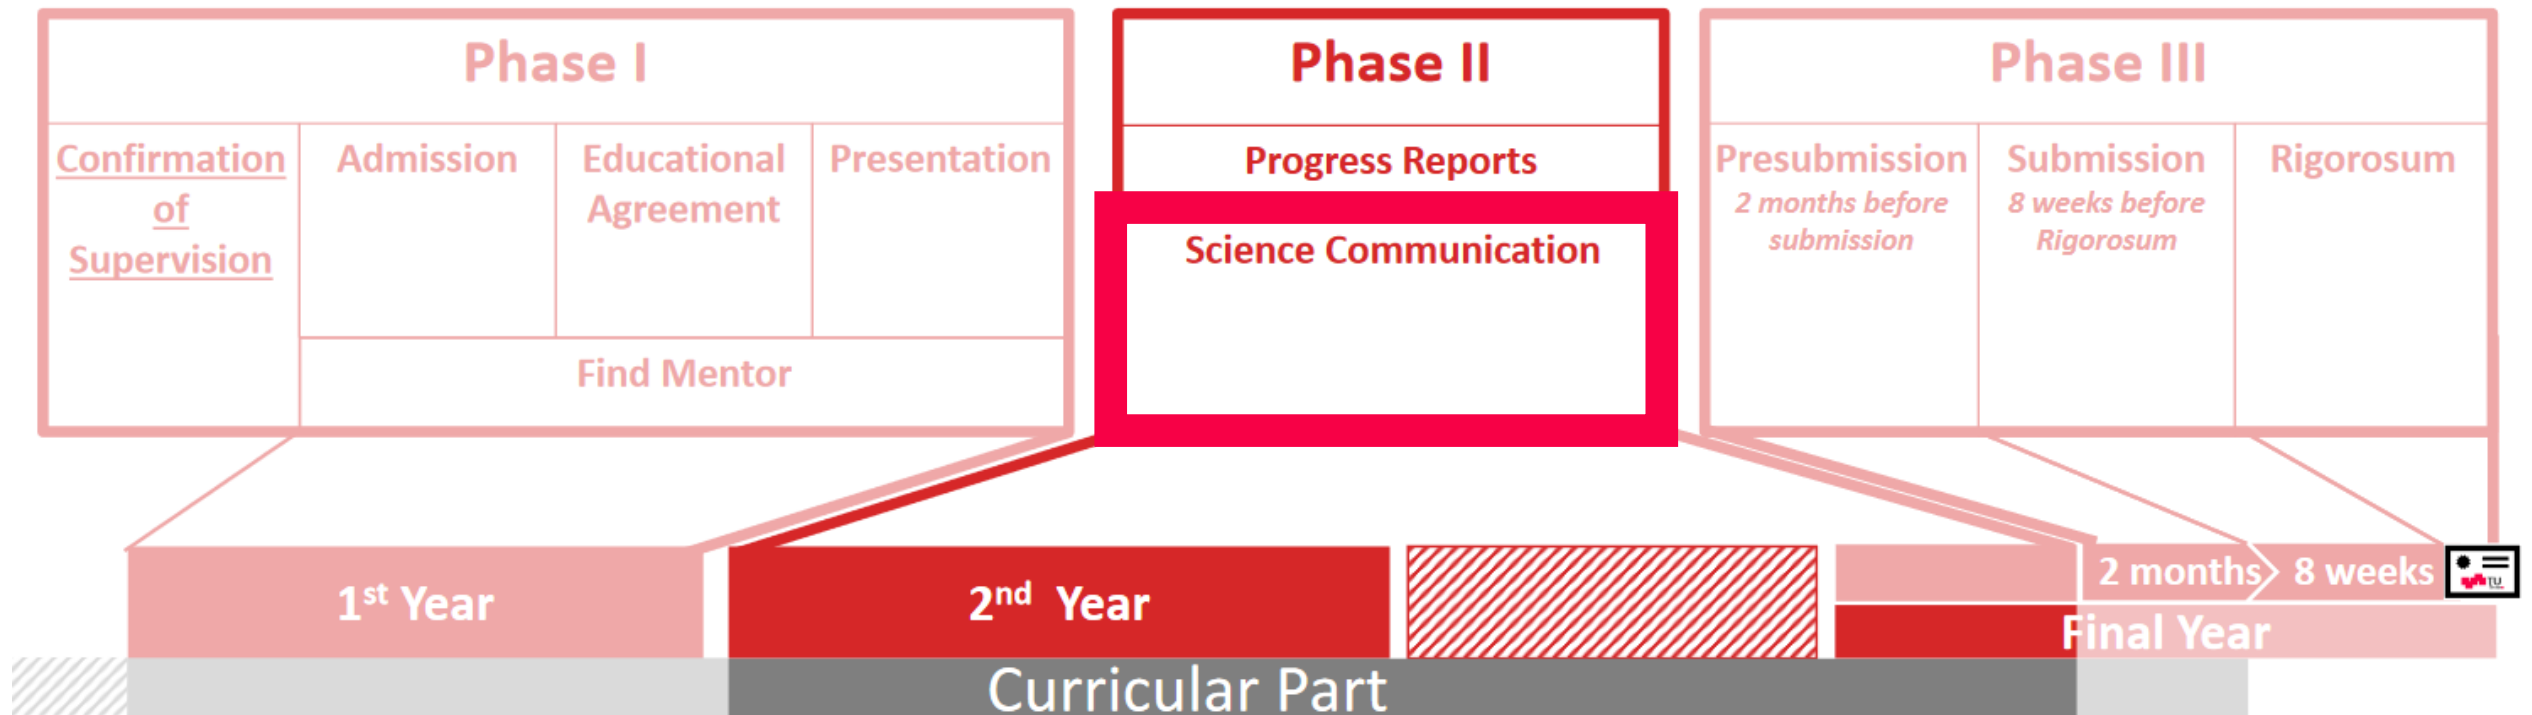 Phase I
Confirmation
of
Supervision
Admission
Educational
Agreement
Presentation
Find Mentor
Phase II
Progress Reports
Science Communication
Phase III
Presubmission
2 months before
submission
Submission
8 weeks before
Rigorosum
Rigorosum
1st Year
2nd Year
2 months
8 weeks
TU
Final Year
Curricular Part